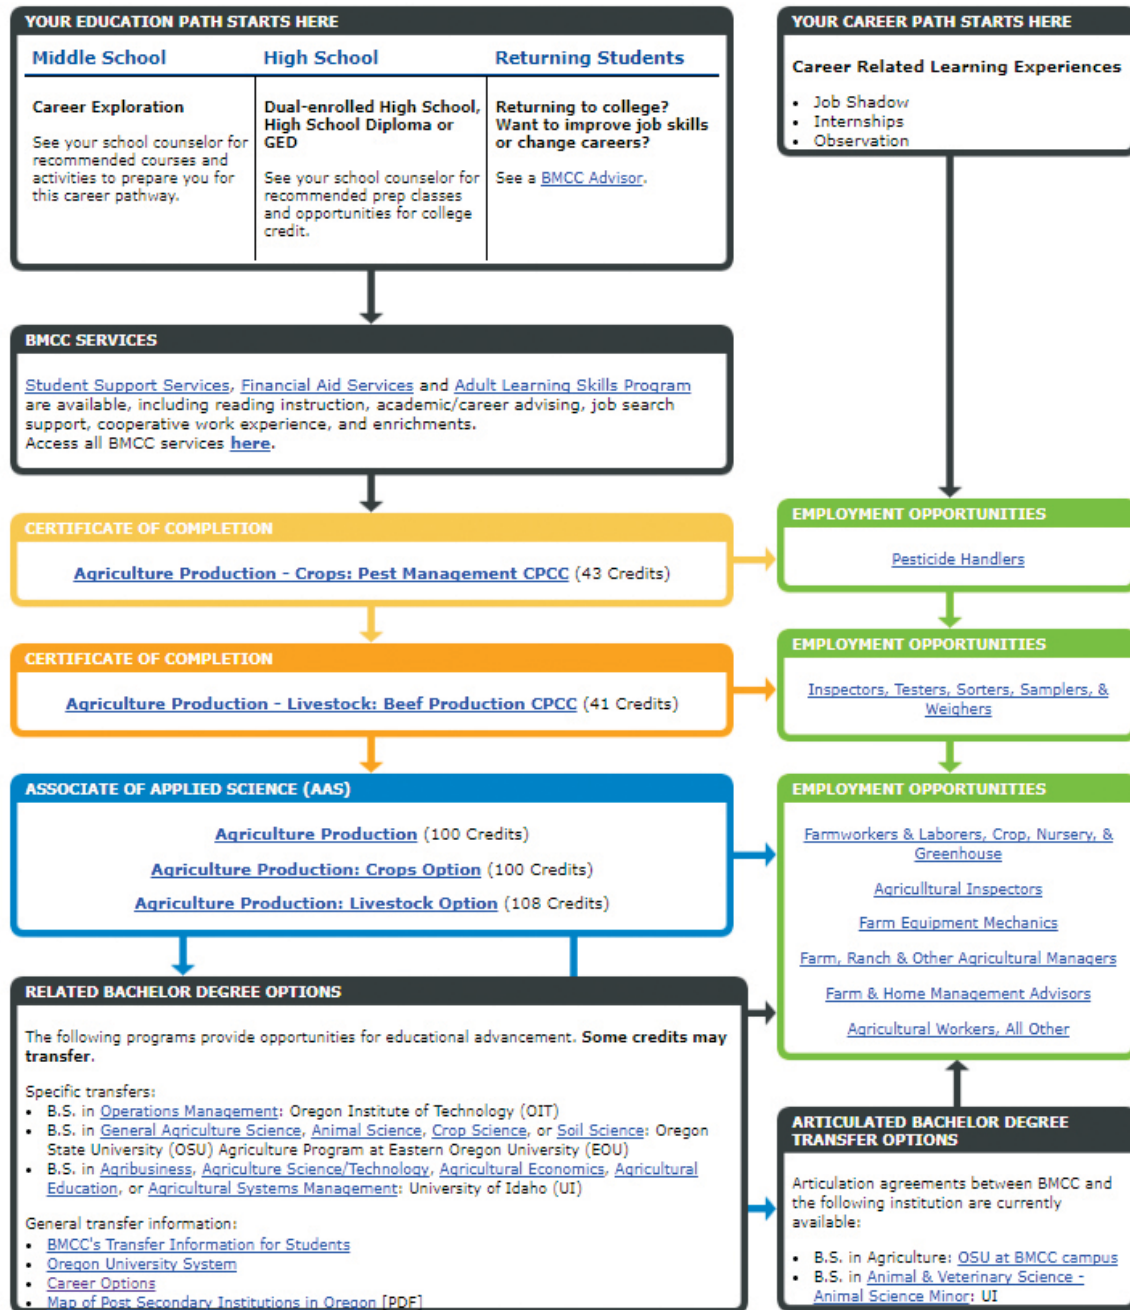 YOUR EDUCATION PATH STARTS HERE
Middle School
Career Exploration
See your school counselor for
recommended courses and
activities to prepare you for
this career pathway.
High School
Dual-enrolled High School,
High School Diploma or
GED
See your school counselor for
recommended prep classes
and opportunities for college
credit.
Returning Students
Returning to college?
Want to improve job skills
or change careers?
See a BMCC Advisor.
YOUR CAREER PATH STARTS HERE
Career Related Learning Experiences
• Job Shadow
• Internships
• Observation
BMCC SERVICES
Student Support Services, Financial Aid Services and Adult Learning Skills Program
are available, including reading instruction, academic/career advising, job search
support, cooperative work experience, and enrichments.
Access all BMCC services here.
CERTIFICATE OF COMPLETION
Agriculture Production - Crops: Pest Management CPCC (43 Credits)
EMPLOYMENT OPPORTUNITIES
Pesticide Handlers
CERTIFICATE OF COMPLETION
Agriculture Production - Livestock: Beef Production CPCC (41 Credits)
EMPLOYMENT OPPORTUNITIES
Inspectors, Testers, Sorters, Samplers, &
Weighers
ASSOCIATE OF APPLIED SCIENCE (AAS)
Agriculture Production (100 Credits)
Agriculture Production: Crops Option (100 Credits)
Agriculture Production: Livestock Option (108 Credits)
EMPLOYMENT OPPORTUNITIES
Farmworkers & Laborers, Crop, Nursery, &
Greenhouse
Agricultural Inspectors
Farm Equipment Mechanics
Farm, Ranch & Other Agricultural Managers
Farm & Home Management Advisors
Agricultural Workers, All Other
RELATED BACHELOR DEGREE OPTIONS
The following programs provide opportunities for educational advancement. Some credits may
transfer.
Specific transfers:
• B.S. in Operations Management: Oregon Institute of Technology (OIT)
• B.S. in General Agriculture Science, Animal Science, Crop Science, or Soil Science: Oregon
State University (OSU) Agriculture Program at Eastern Oregon University (EOU)
• B.S. in Agribusiness, Agriculture Science/Technology, Agricultural Economics, Agricultural
Education, or Agricultural Systems Management: University of Idaho (UI)
General transfer information:
• BMCC's Transfer Information for Students
• Oregon University System
• Career Options
• Map of Post Secondary Institutions in Oregon [PDF]
ARTICULATED BACHELOR DEGREE
TRANSFER OPTIONS
Articulation agreements between BMCC and
the following institution are currently
available:
• B.S. in Agriculture: OSU at BMCC campus
• B.S. in Animal & Veterinary Science -
Animal Science Minor: UI